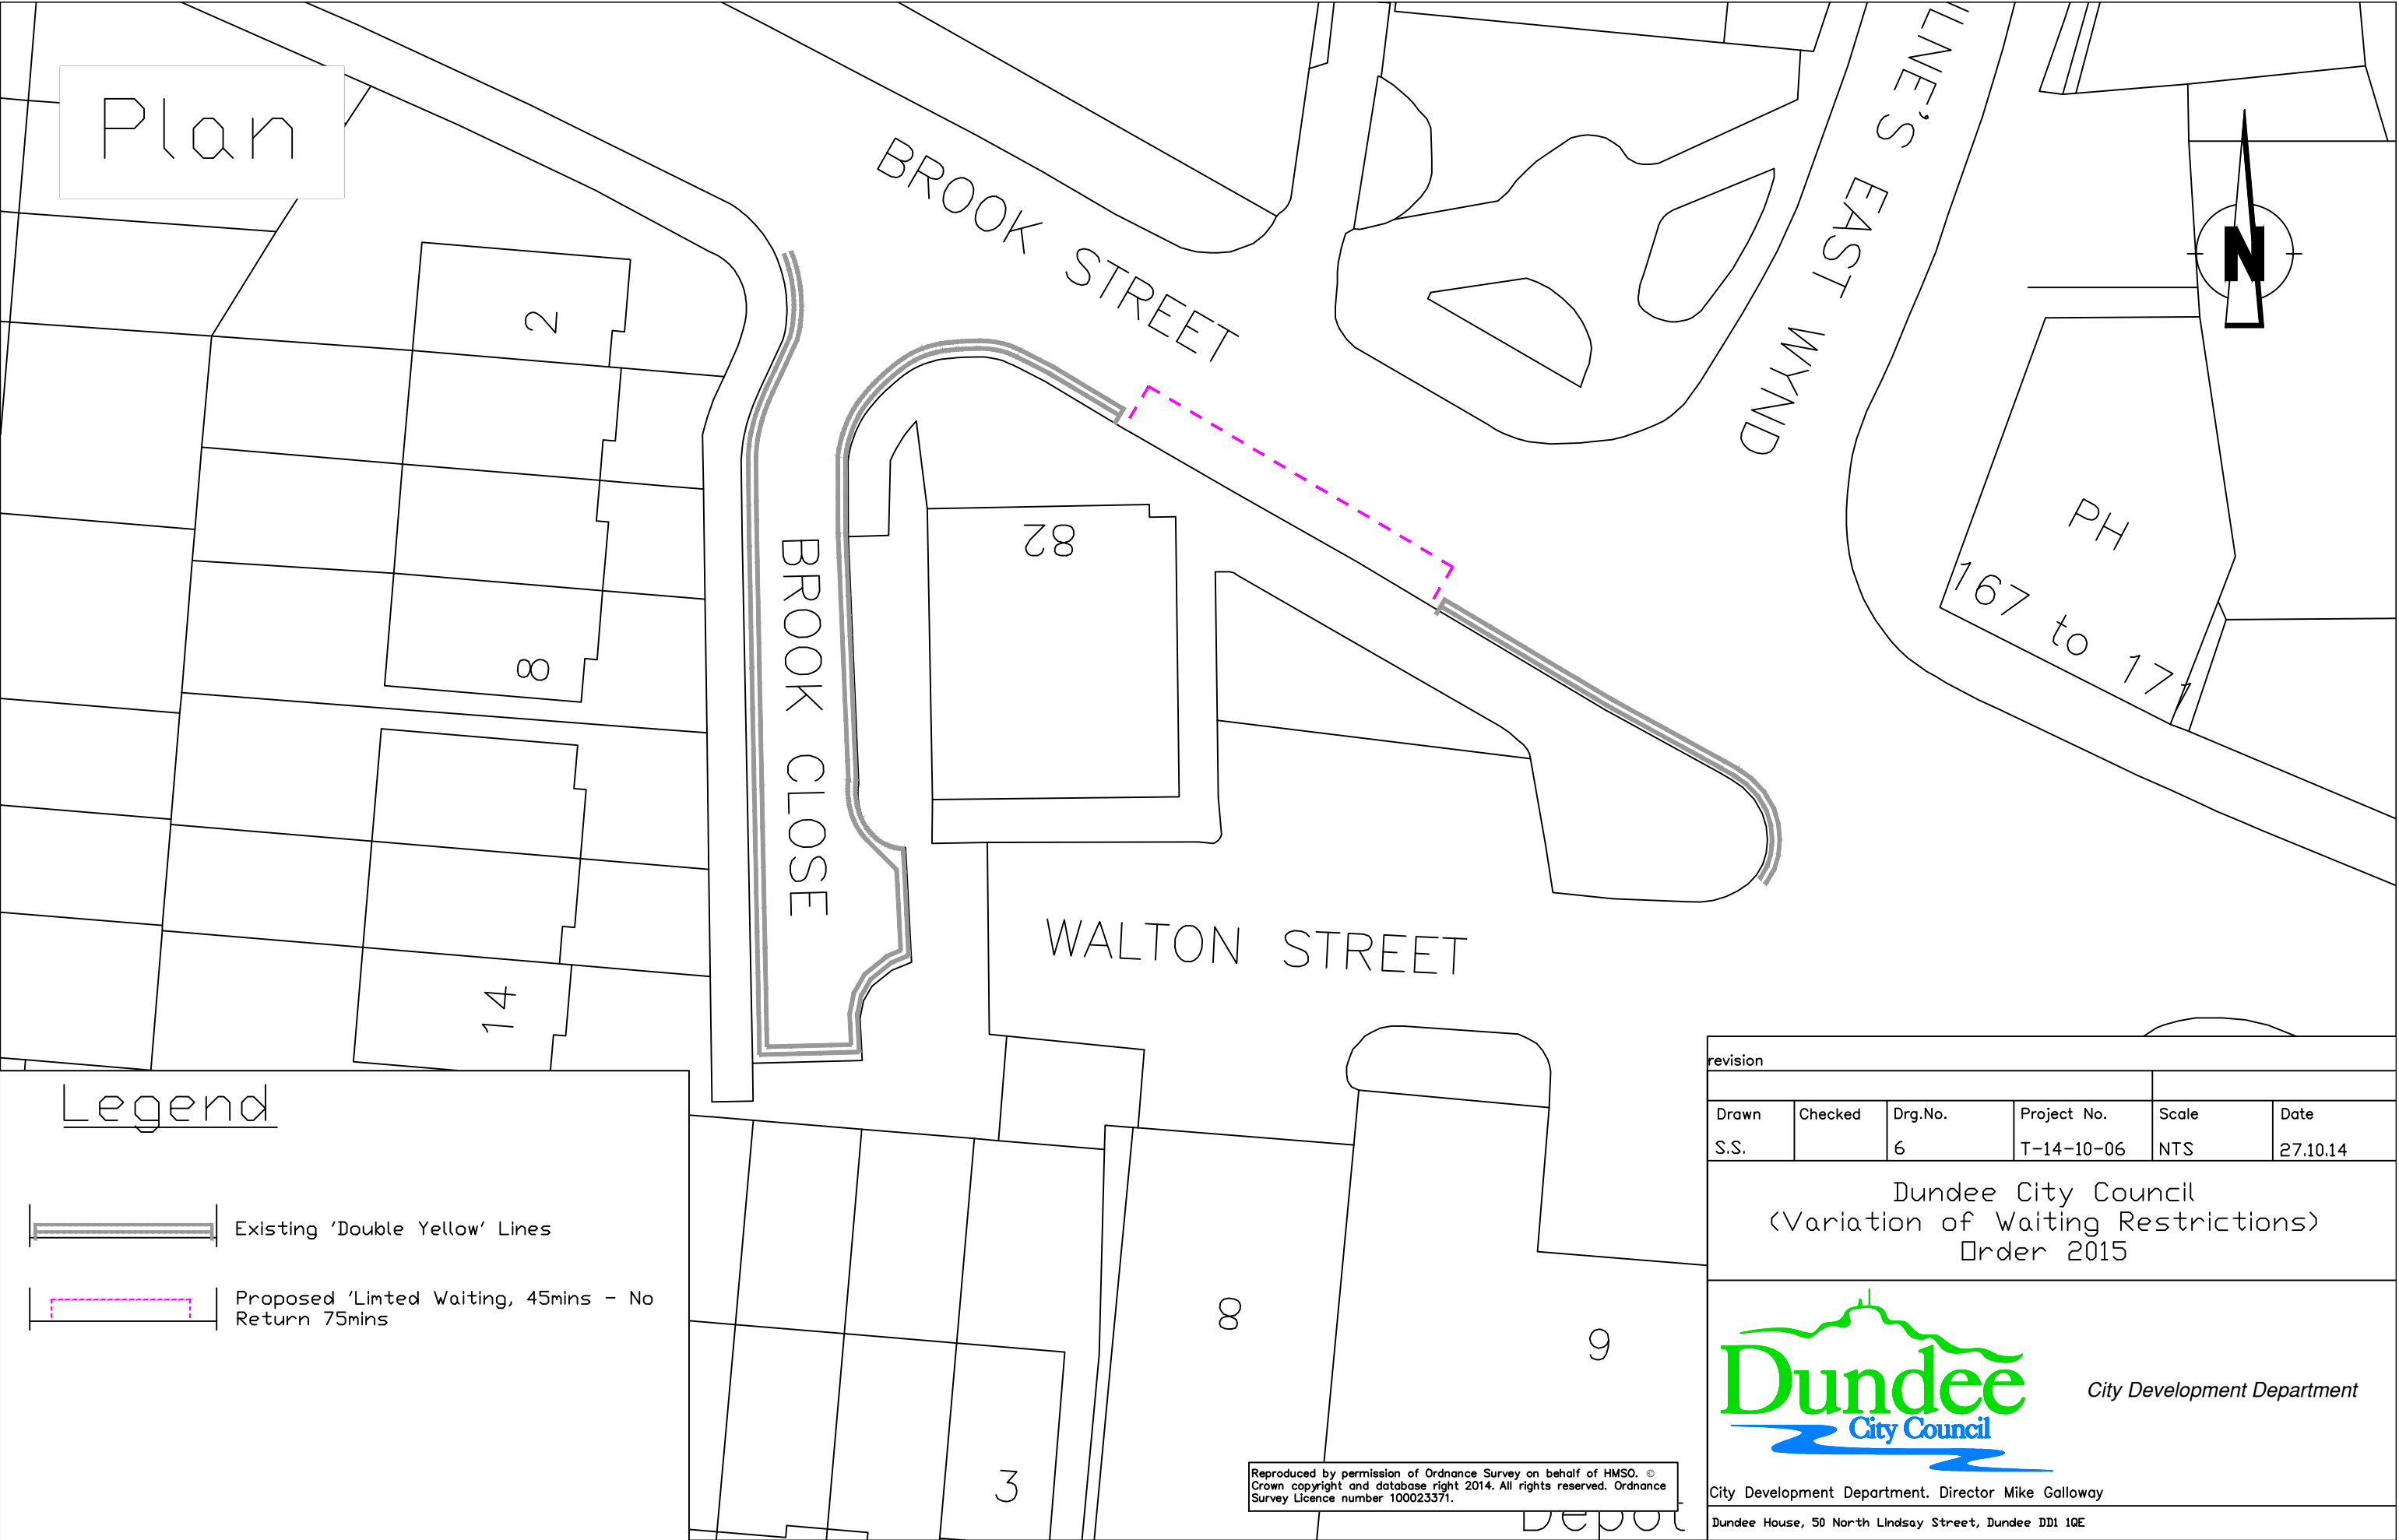 Plan
BROOK STREET
LNE'S EAST WYND
N
2
82
PH
167 to 171
8
BROOK CLOSE
14
WALTON STREET
8
9
3
Legend
Existing 'Double Yellow' Lines
Proposed 'Limted Waiting, 45mins - No
Return 75mins
revision
Drawn Checked Drg.No. Project No. Scale Date
S.S. 6 T-14-10-06 NTS 27.10.14
Dundee City Council
(Variation of Waiting Restrictions)
Order 2015
Dundee
City Council
City Development Department
City Development Department. Director Mike Galloway
Dundee House, 50 North Lindsay Street, Dundee DD1 1QE
Reproduced by permission of Ordnance Survey on behalf of HMSO. ©
Crown copyright and database right 2014. All rights reserved. Ordnance
Survey Licence number 100023371.
Depot